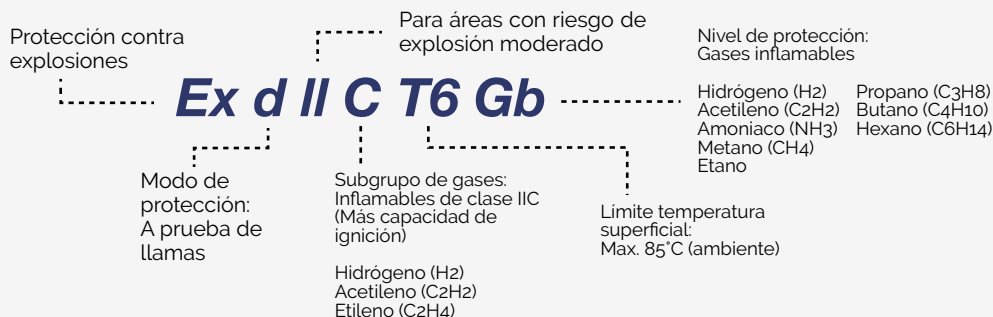 Protección contra
explosiones
Para áreas con riesgo de
explosión moderado
Nivel de protección:
Gases inflamables
Hidrógeno (H2)
Acetileno (C2H2)
Amoniaco (NH3)
Metano (CH4)
Etano
Propano (C3H8)
Butano (C4H10)
Hexano (C6H14)
Ex d II C T6 Gb
Modo de
protección:
A prueba de
llamas
Subgrupo de gases:
Inflamables de clase IIC
(Más capacidad de
ignición)
Hidrógeno (H2)
Acetileno (C2H2)
Etileno (C2H4)
Límite temperatura
superficial:
Max. 85°C (ambiente)